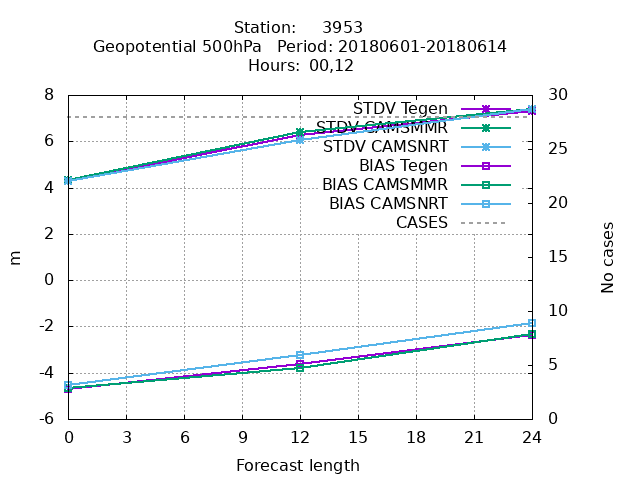 Station: 3953
Geopotential 500hPa Period: 20180601-20180614
Hours: 00,12
STDV Tegen
STDV CAMSMMR
STDV CAMSNRT
BIAS Tegen
BIAS CAMSMMR
BIAS CAMSNRT
CASES
8
6
4
2
0
-2
-4
-6
m
30
25
20
15
10
5
0
No cases
0 3 6 9 12 15 18 21 24
Forecast length